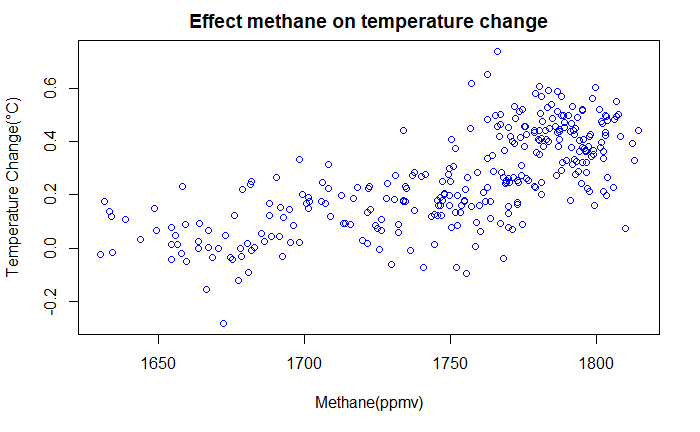 Effect methane on temperature change
Temperature Change(°C)
0.6
0.4
0.2
0.0
-0.2
1650 1700 1750 1800
Methane(ppmv)